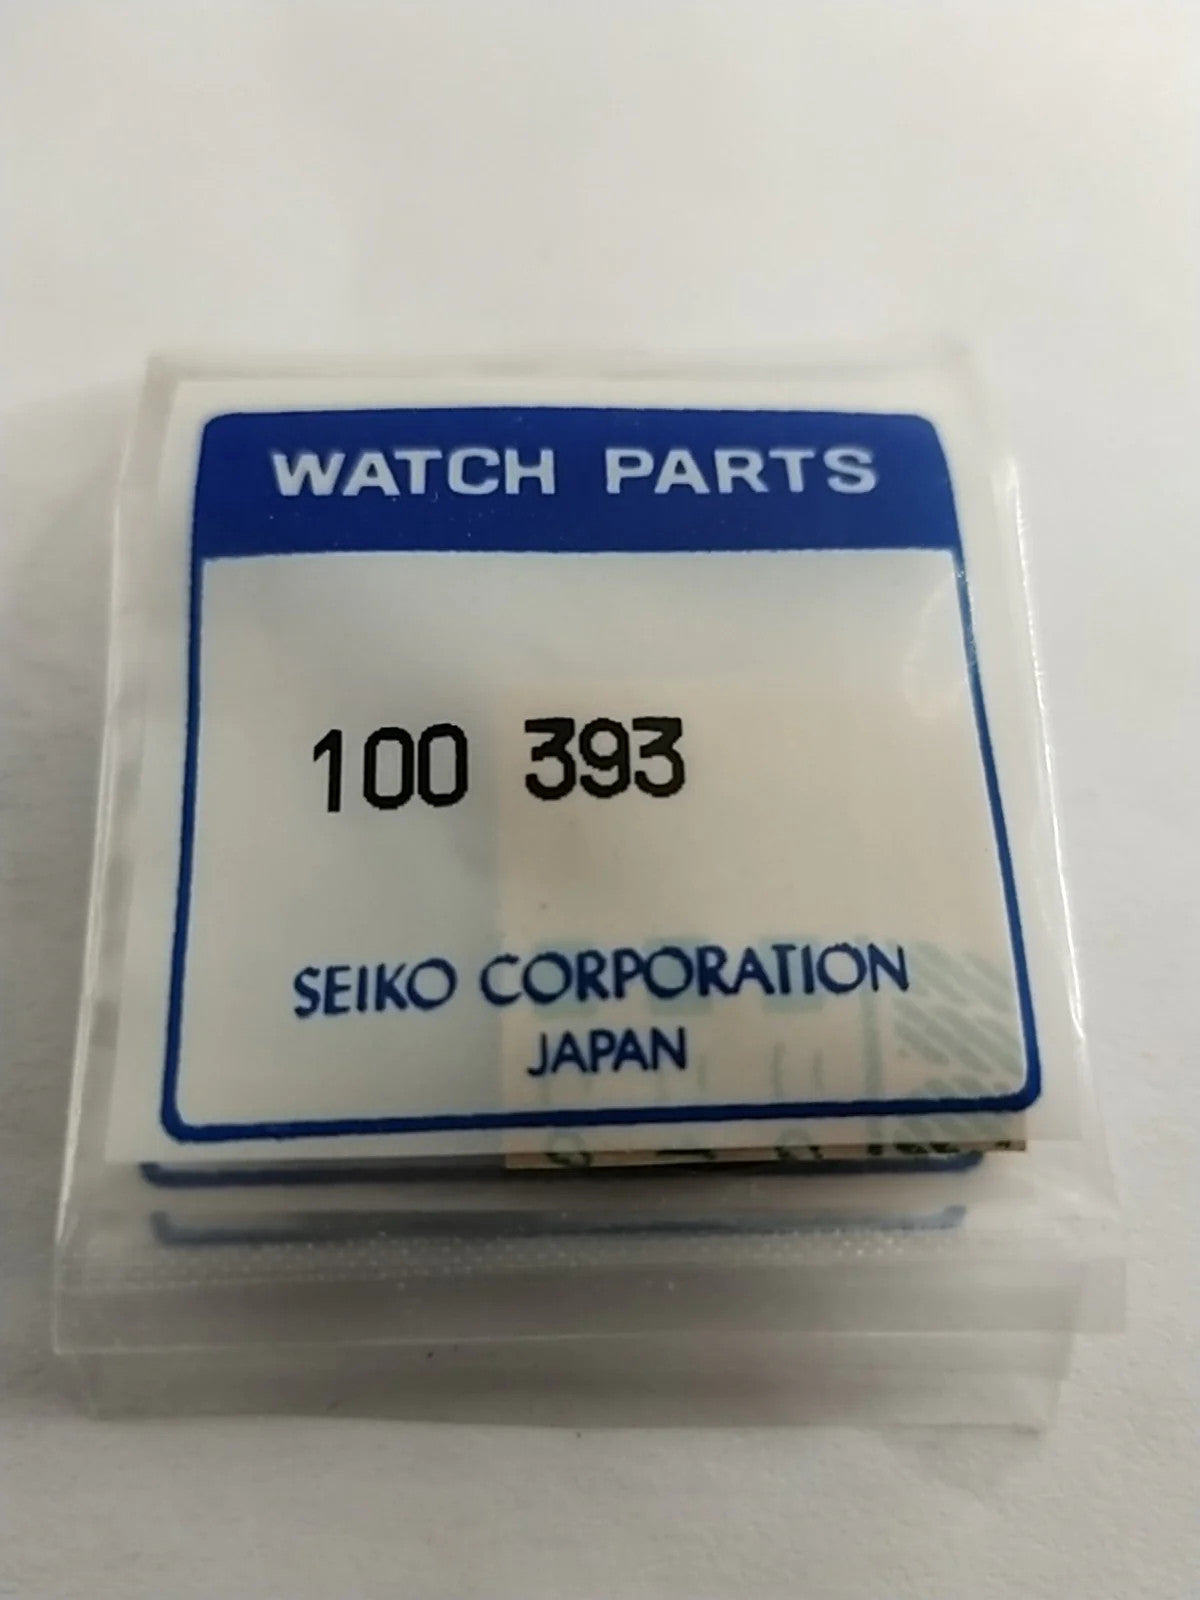 WATCH PARTS
100 393
SEIKO CORPORATION
JAPAN